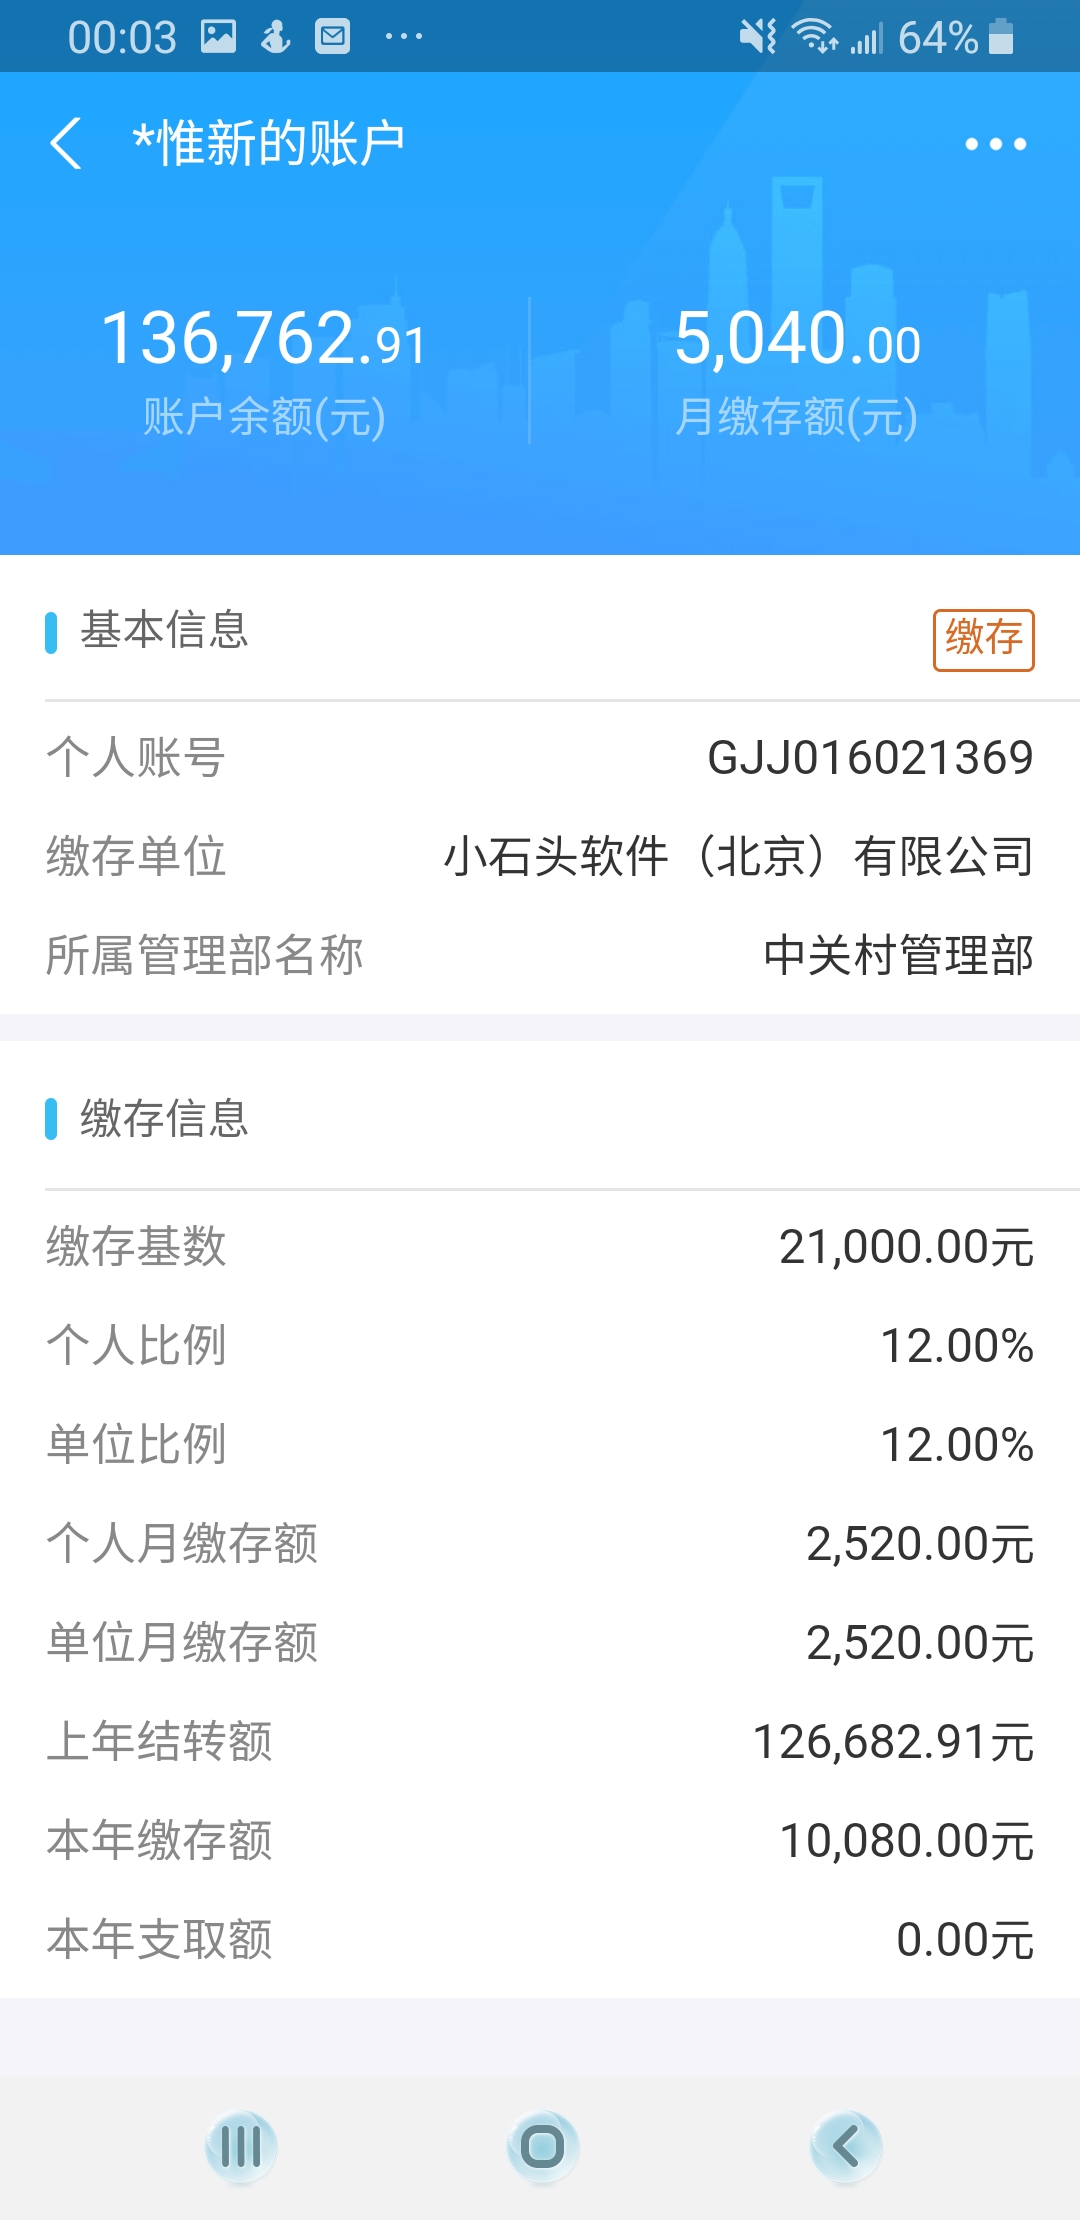 00:03 64%
*惟新的账户
136,762.91 5,040.00
账户余额(元) 月缴存额(元)
基本信息 缴存
个人账号 GJJ016021369
缴存单位 小石头软件（北京）有限公司
所属管理部名称 中关村管理部
缴存信息
缴存基数 21,000.00元
个人比例 12.00%
单位比例 12.00%
个人月缴存额 2,520.00元
单位月缴存额 2,520.00元
上年结转额 126,682.91元
本年缴存额 10,080.00元
本年支取额 0.00元